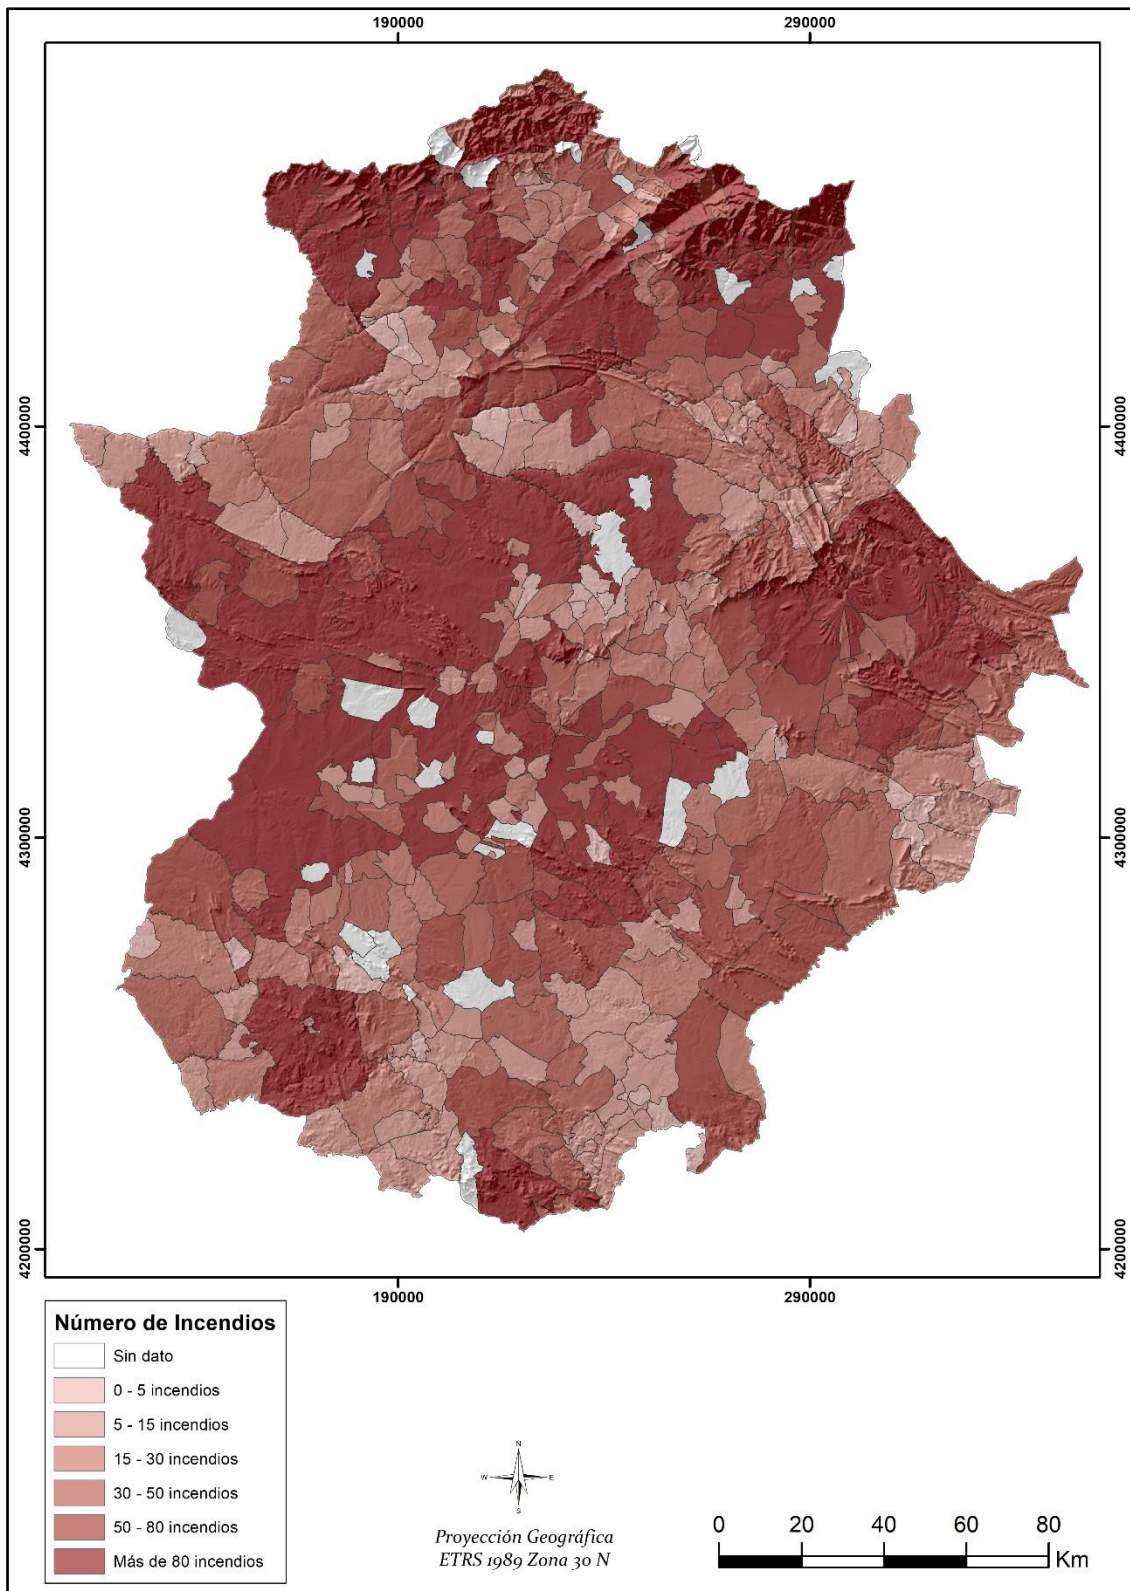 190000
290000
4400000
4400000
4300000
4300000
4200000
4200000
190000
290000
Número de Incendios
Sin dato
0 - 5 incendios
5 - 15 incendios
15 - 30 incendios
30 - 50 incendios
50 - 80 incendios
Más de 80 incendios
N
W
E
S
Proyección Geográfica
ETRS 1989 Zona 30 N
0 20 40 60 80
Km